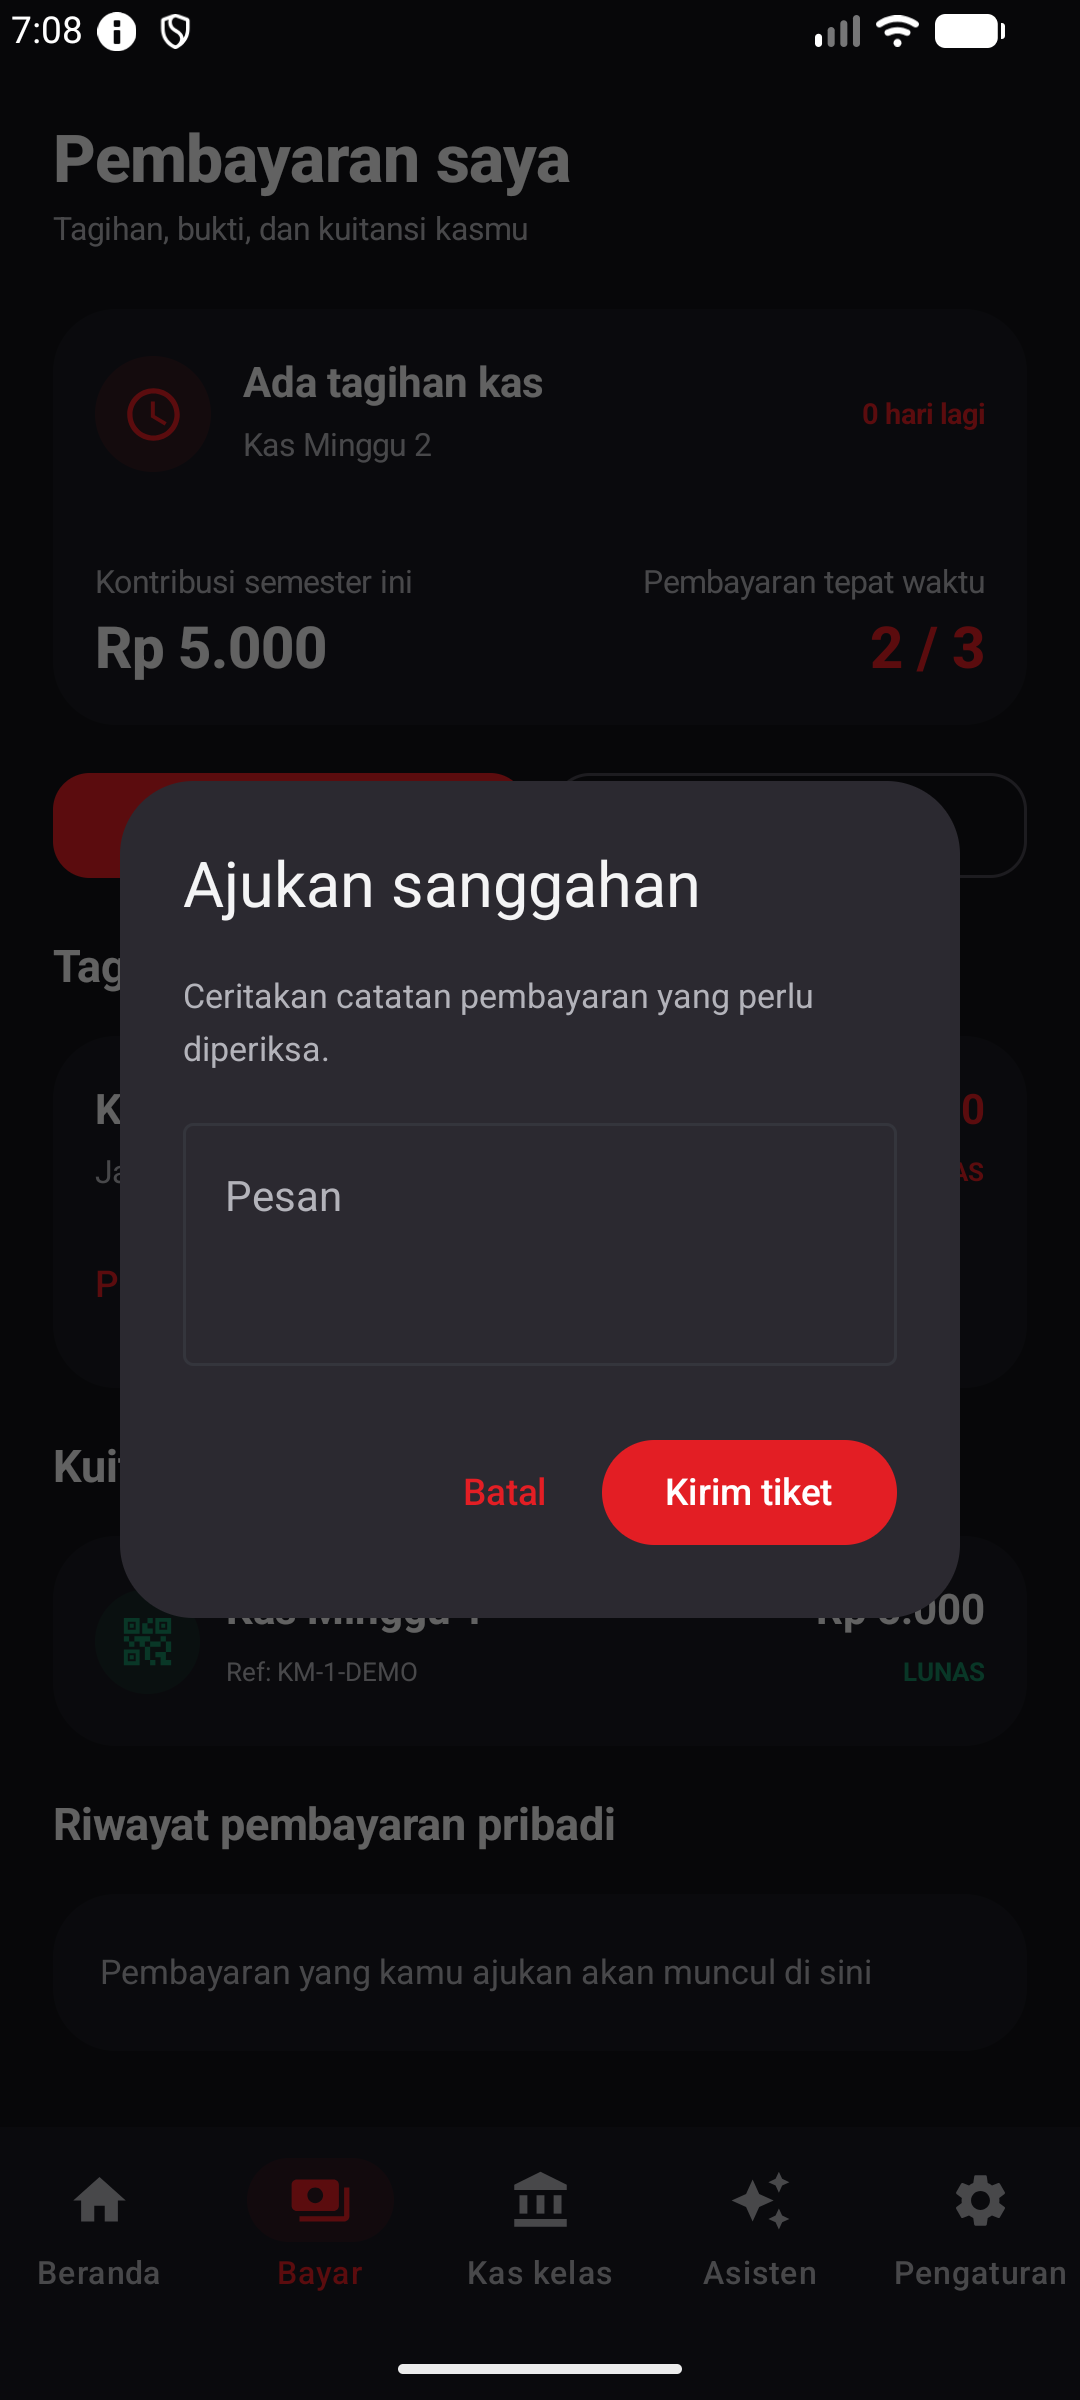 7:08
Pembayaran saya
Tagihan, bukti, dan kuitansi kasmu
Ada tagihan kas
Kas Minggu 2
0 hari lagi
Kontribusi semester ini
Pembayaran tepat waktu
Rp 5.000
2 / 3
Ajukan sanggahan
Ceritakan catatan pembayaran yang perlu
diperiksa.
Pesan
Batal
Kirim tiket
Ref: KM-1-DEMO
LUNAS
Riwayat pembayaran pribadi
Pembayaran yang kamu ajukan akan muncul di sini
Beranda
Bayar
Kas kelas
Asisten
Pengaturan